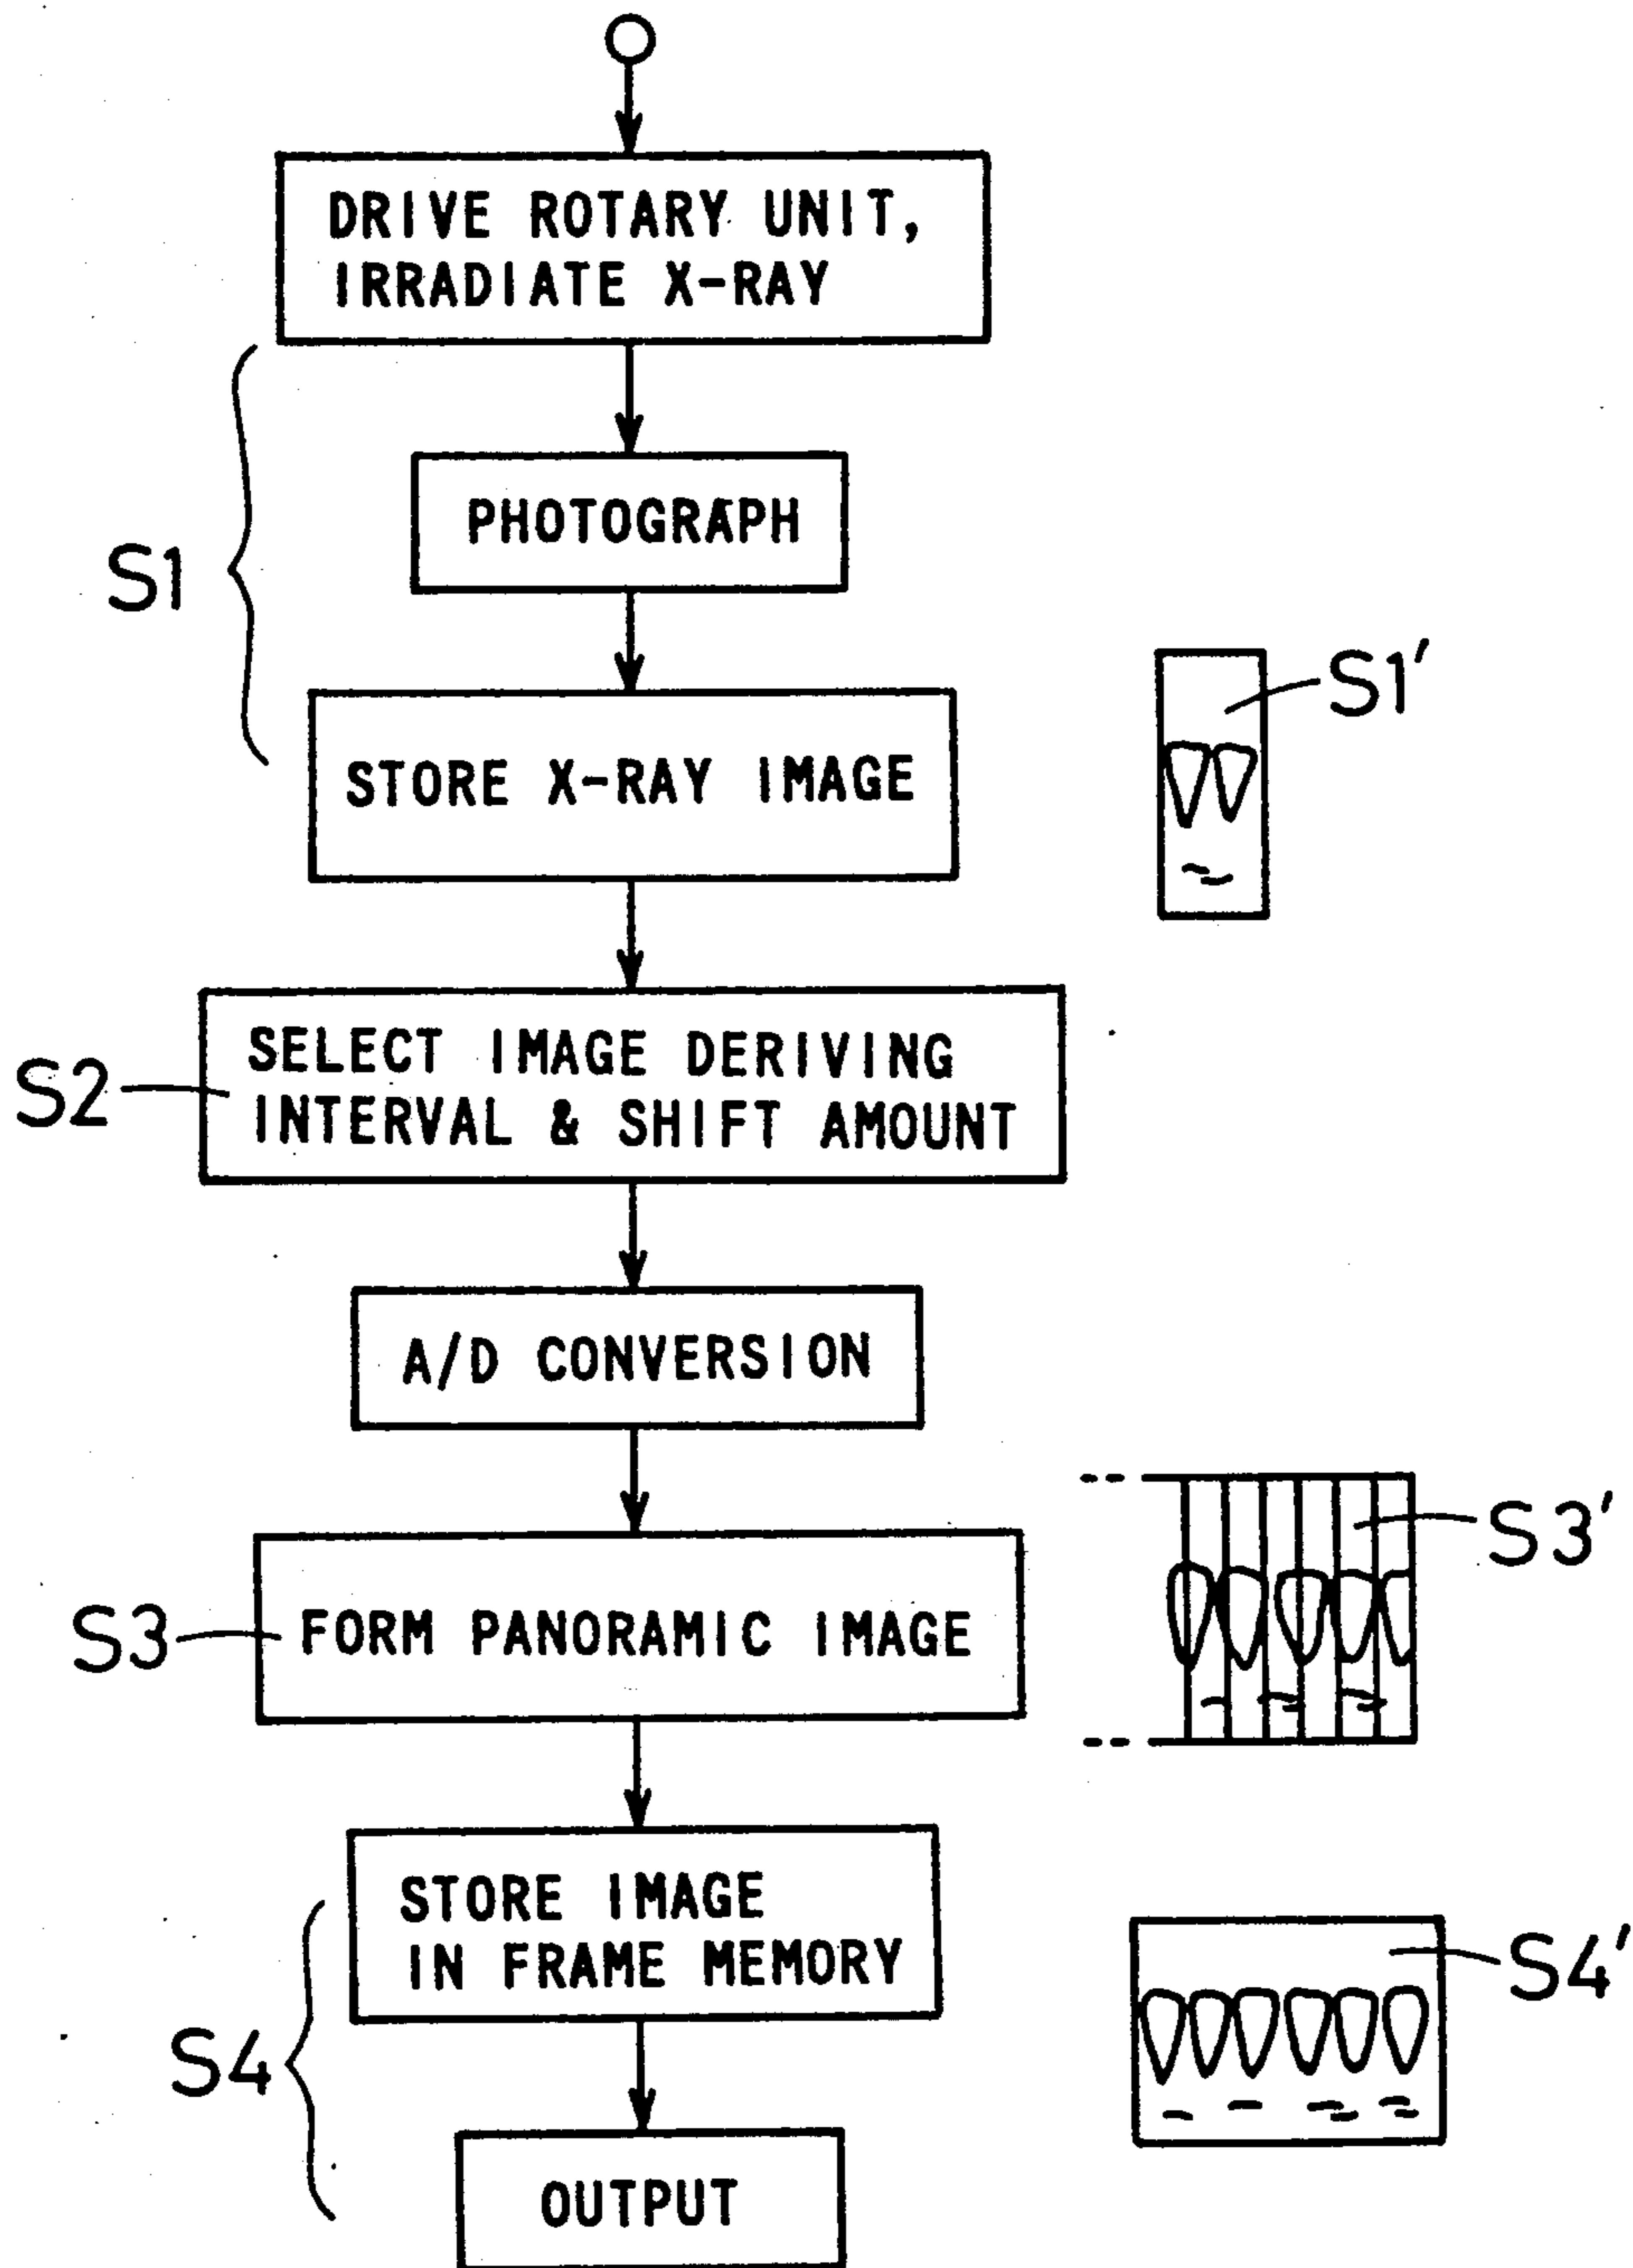 DRIVE ROTARY UNIT,
IRRADIATE X-RAY
S1
PHOTOGRAPH
S1'
STORE X-RAY IMAGE
S2
SELECT IMAGE DERIVING
INTERVAL & SHIFT AMOUNT
A/D CONVERSION
S3'
S3
FORM PANORAMIC IMAGE
STORE IMAGE
IN FRAME MEMORY
S4'
S4
OUTPUT